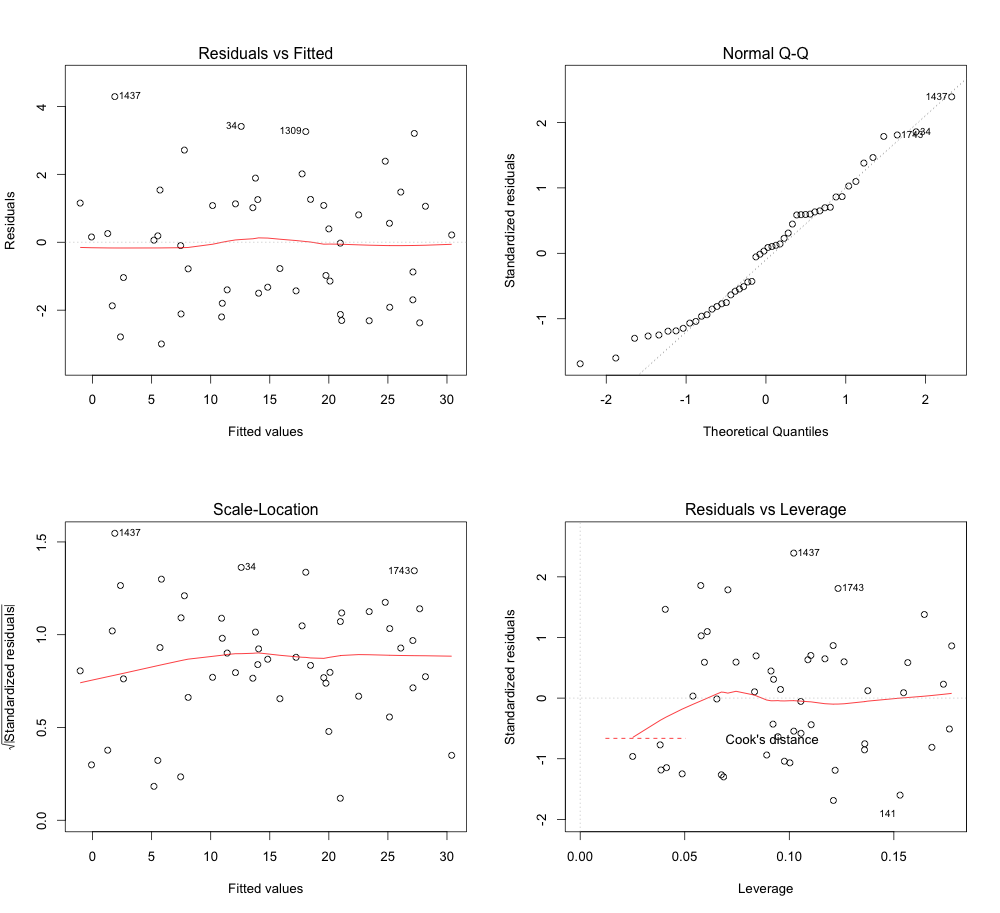 Residuals vs Fitted
Residuals
4
2
0
-2
1437
34
1309
0 5 10 15 20 25 30
Fitted values
Normal Q-Q
Standardized residuals
2
1
0
-1
1437
1743
34
-2 -1 0 1 2
Theoretical Quantiles
Scale-Location
√|Standardized residuals|
1.5
1.0
0.5
0.0
1437
34
1743
0 5 10 15 20 25 30
Fitted values
Residuals vs Leverage
Standardized residuals
2
1
0
-1
-2
1437
1743
Cook's distance
141
0.00 0.05 0.10 0.15
Leverage